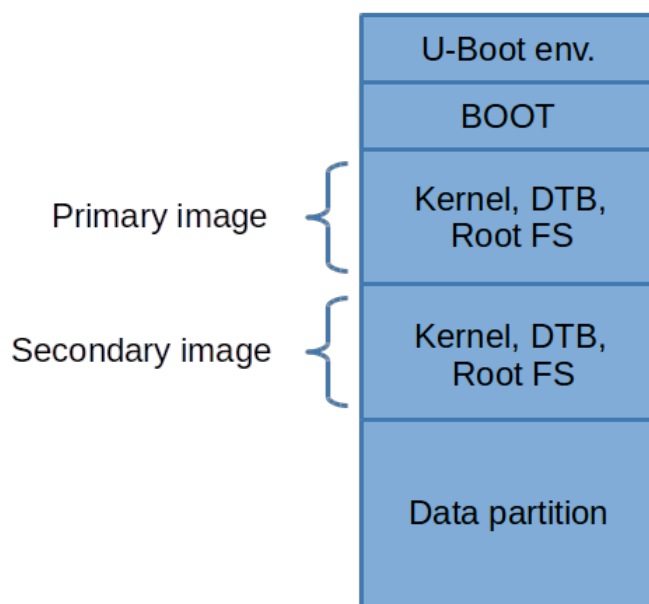 U-Boot env.
BOOT
Primary image
Kernel, DTB,
Root FS
Secondary image
Kernel, DTB,
Root FS
Data partition